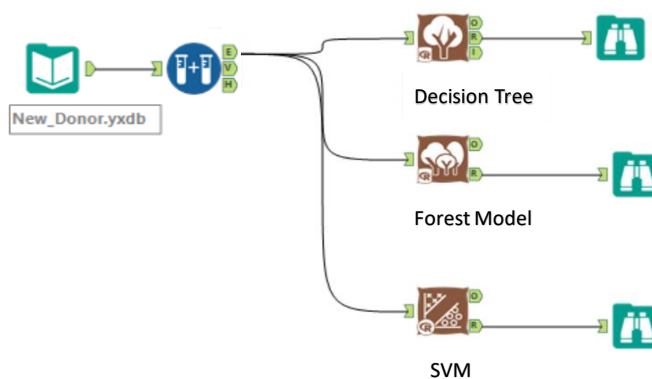 New_Donor.yxdb
E
V
H
O
R
I
R
Decision Tree
O
R
R
Forest Model
O
R
R
SVM